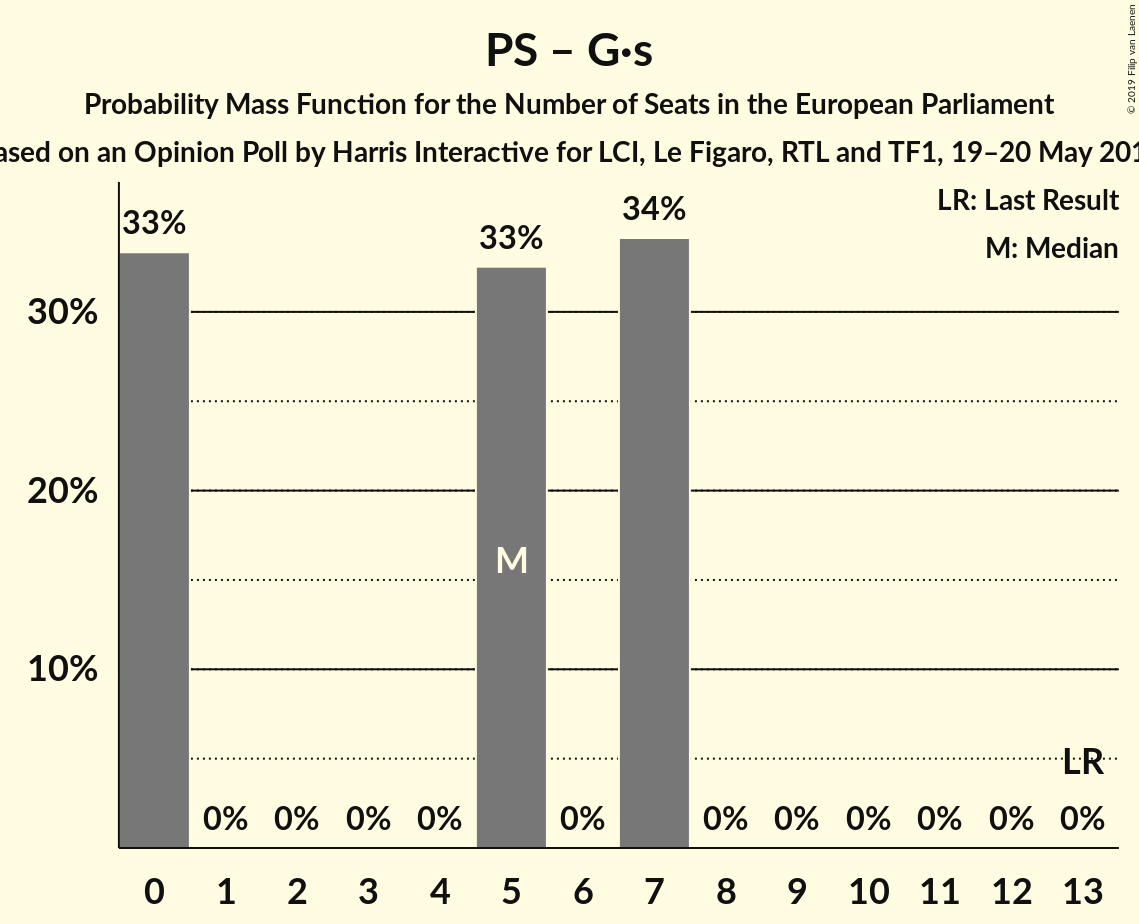 PS – G•s
Probability Mass Function for the Number of Seats in the European Parliament
ased on an Opinion Poll by Harris Interactive for LCI, Le Figaro, RTL and TF1, 19–20 May 201
© 2019 Filip van Laenen
LR: Last Result
M: Median
33%
33%
34%
30%
20%
10%
M
LR
0% 0% 0% 0% 0% 0% 0% 0% 0% 0% 0%
0 1 2 3 4 5 6 7 8 9 10 11 12 13